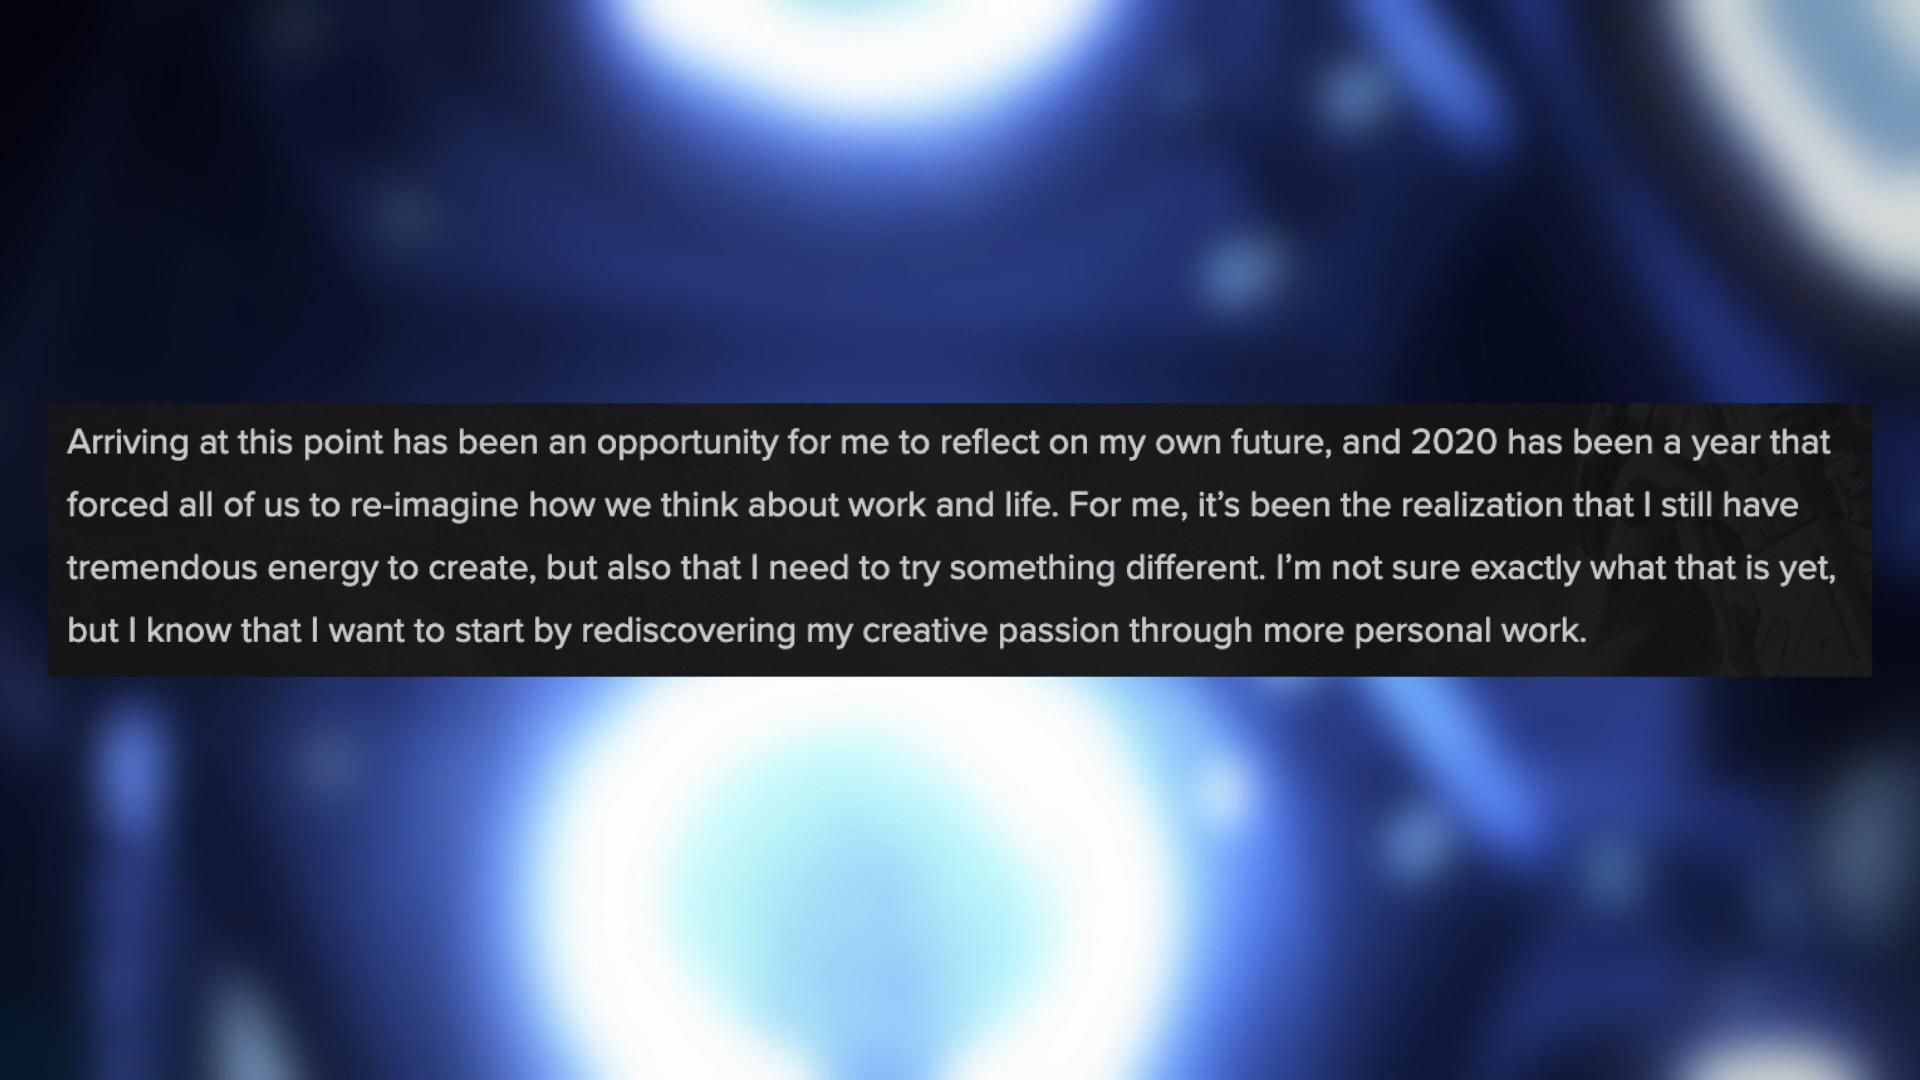 Arriving at this point has been an opportunity for me to reflect on my own future, and 2020 has been a year that
forced all of us to re-imagine how we think about work and life. For me, it’s been the realization that I still have
tremendous energy to create, but also that I need to try something different. I’m not sure exactly what that is yet,
but I know that I want to start by rediscovering my creative passion through more personal work.